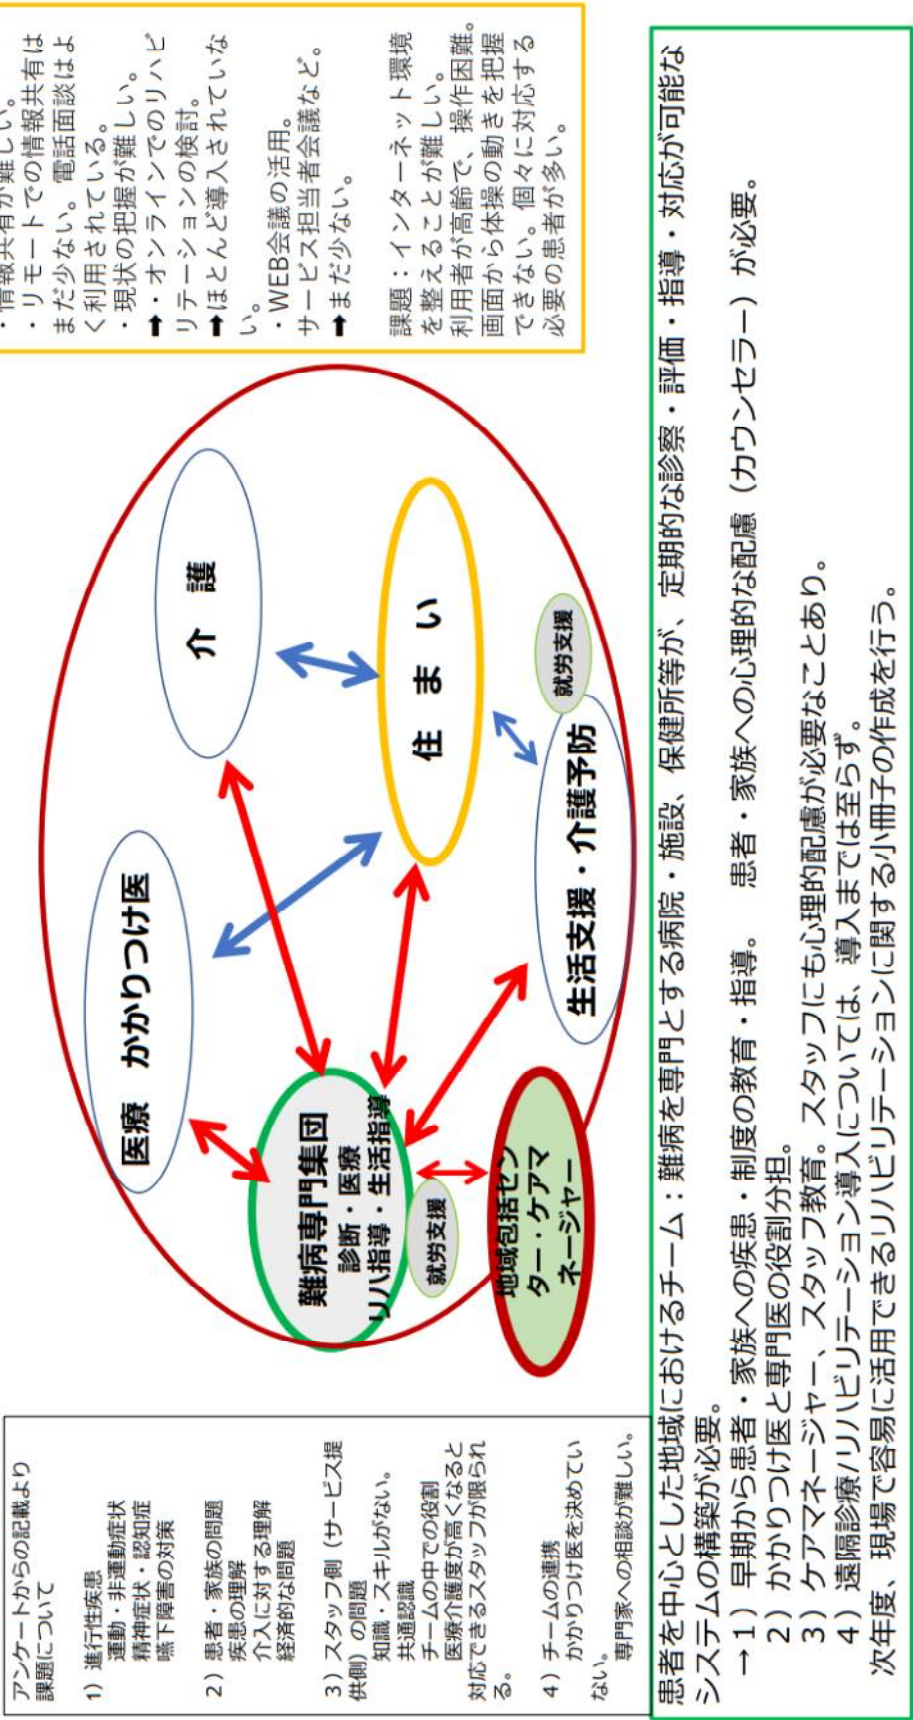 アンケートからの記載より
課題について
1）進行性疾患
運動・非運動症状
精神症状・認知症
嚥下障害の対策
2）患者・家族の問題
疾患の理解
介入に対する理解
経済的な問題
3）スタッフ側（サービス提
供側）の問題
知識・スキルがない。
共通認識
チームの中での役割
医療介護度が高くなると
対応できるスタッフが限られ
る。
4）チームの連携
かかりつけ医を決めてい
ない。
専門家への相談が難しい。
医療　かかりつけ医
介　護
難病専門集団
診断・医療
リハ指導・生活指導
就労支援
住　ま　い
地域包括セン
ター・ケアマ
ネージャー
生活支援・介護予防
就労支援
・情報共有が難しい。
・リモートでの情報共有は
まだ少ない。電話面談はよ
く利用されている。
・現状の把握が難しい。
➡・オンラインでのリハビ
リテーションの検討。
➡ほとんど導入されていな
い。
・WEB会議の活用。
サービス担当者会議など。
➡まだ少ない。
課題：インターネット環境
を整えることが難しい。
利用者が高齢で、操作困難。
画面から体操の動きを把握
できない。個々に対応する
必要の患者が多い。
患者を中心とした地域におけるチーム：難病を専門とする病院・施設、保健所等が、定期的な診察・評価・指導・対応が可能な
システムの構築が必要。
→ 1）早期から患者・家族への疾患・制度の教育・指導。　患者・家族への心理的な配慮（カウンセラー）が必要。
2）かかりつけ医と専門医の役割分担。
3）ケアマネージャー、スタッフ教育。スタッフにも心理的配慮が必要なことあり。
4）遠隔診療/リハビリテーション導入については、導入までは至らず。
次年度、現場で容易に活用できるリハビリテーションに関する小冊子の作成を行う。